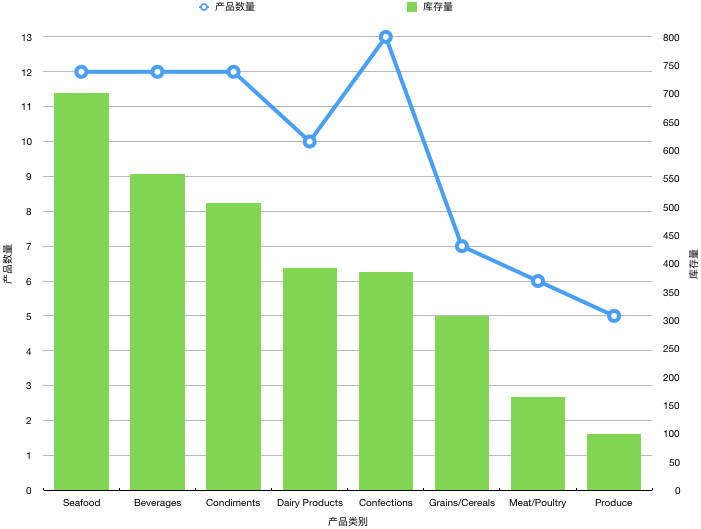 产品数量
库存量
13
12
11
10
9
8
7
6
5
4
3
2
1
0
产品数量
800
750
700
650
600
550
500
450
400
350
300
250
200
150
100
50
0
库存量
Seafood
Beverages
Condiments
Dairy Products
Confections
Grains/Cereals
Meat/Poultry
Produce
产品类别